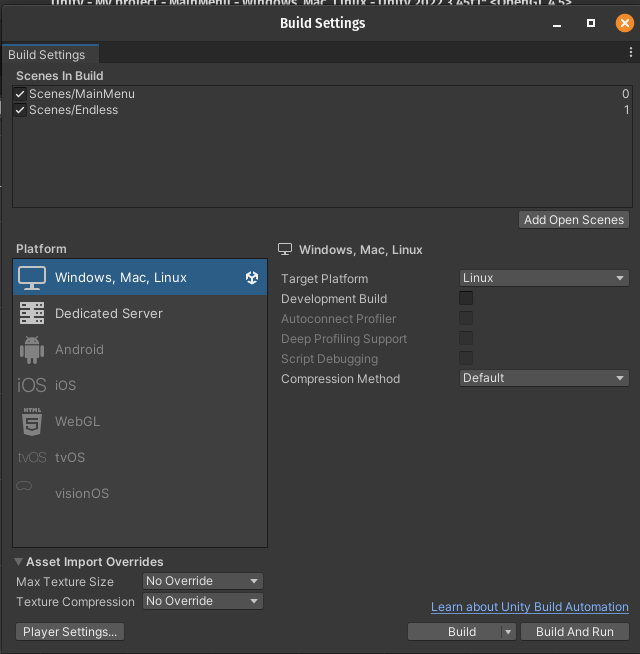 Unity - My project - MainMenu - Windows, Mac, Linux - Unity 2022.3.45f1* <OpenGL 4.5>
Build Settings
Build Settings
Scenes In Build
Scenes/MainMenu 0
Scenes/Endless 1
Add Open Scenes
Platform
Windows, Mac, Linux
Dedicated Server
Android
iOS iOS
HTML 5 WebGL
tvOS tvOS
visionOS
Windows, Mac, Linux
Target Platform Linux
Development Build
Autoconnect Profiler
Deep Profiling Support
Script Debugging
Compression Method Default
Asset Import Overrides
Max Texture Size No Override
Texture Compression No Override
Learn about Unity Build Automation
Player Settings...
Build
Build And Run